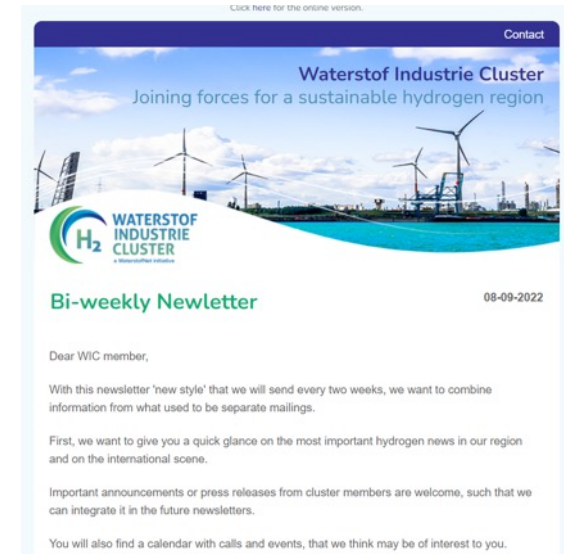 Click here for the online version.
Contact
Waterstof Industrie Cluster
Joining forces for a sustainable hydrogen region
H2
WATERSTOF
INDUSTRIE
CLUSTER
a WaterstofNet initiative
Bi-weekly Newletter
08-09-2022
Dear WIC member,
With this newsletter 'new style' that we will send every two weeks, we want to combine
information from what used to be separate mailings.
First, we want to give you a quick glance on the most important hydrogen news in our region
and on the international scene.
Important announcements or press releases from cluster members are welcome, such that we
can integrate it in the future newsletters.
You will also find a calendar with calls and events, that we think may be of interest to you.